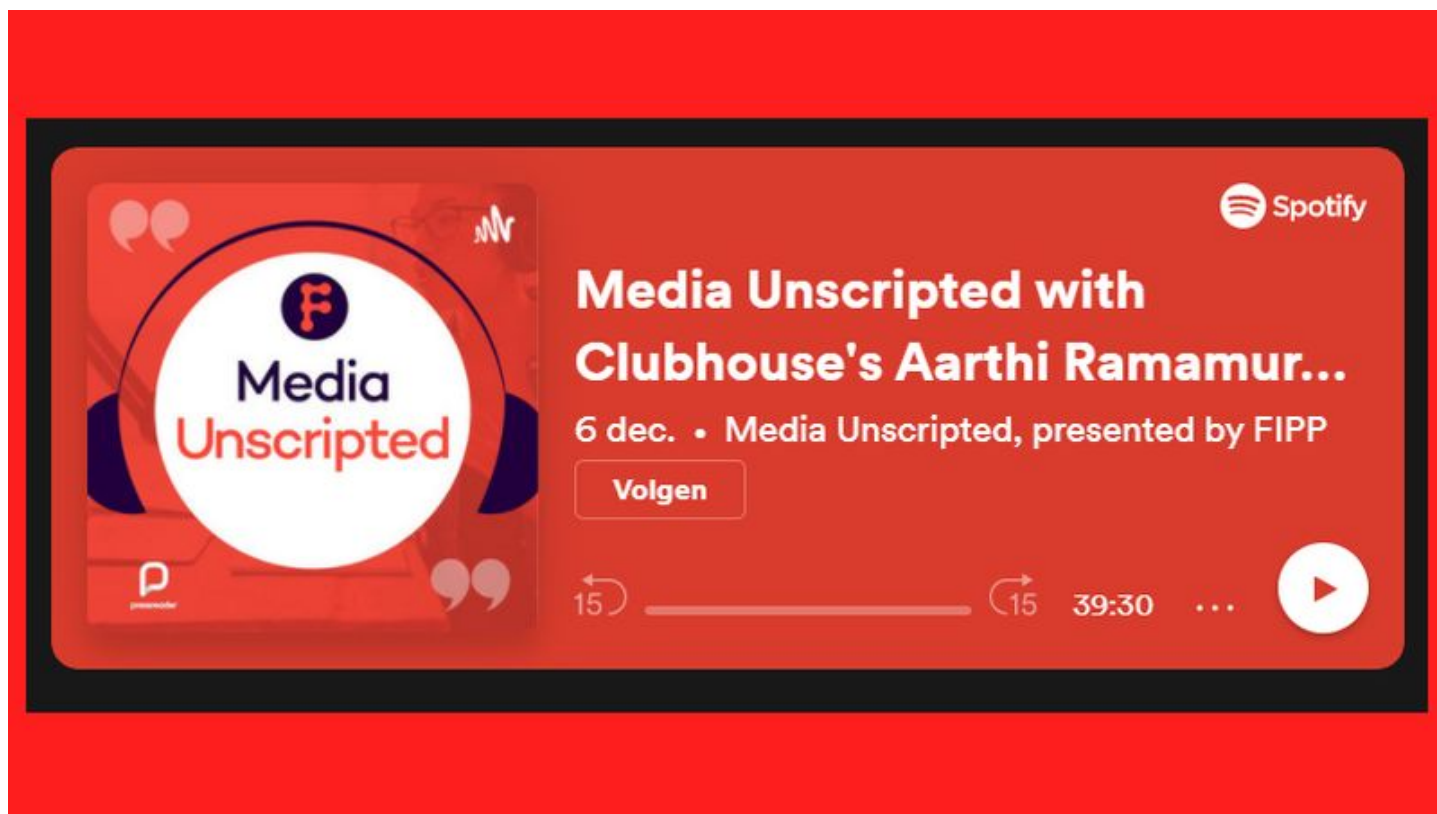 Spotify
Media
Unscripted
pressreader
Media Unscripted with
Clubhouse's Aarthi Ramamur...
6 dec. • Media Unscripted, presented by FIPP
Volgen
15
15
39:30
...